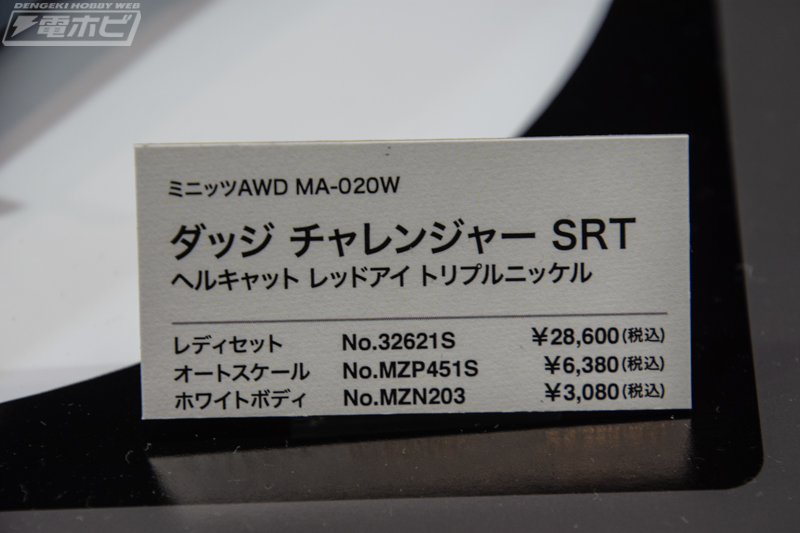 DENGEKI HOBBY WEB
電ホビ
ミニッツAWD MA-020W
ダッジ チャレンジャー SRT
ヘルキャット レッドアイ トリプルニッケル
レディセット No.32621S ¥28,600(税込)
オートスケール No.MZP451S ¥6,380(税込)
ホワイトボディ No.MZN203 ¥3,080(税込)